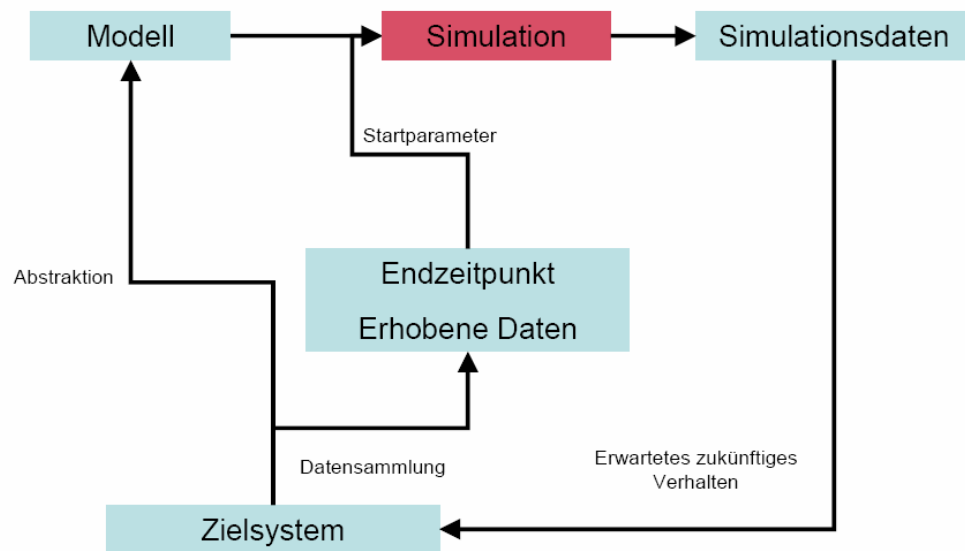 Modell
Simulation
Simulationsdaten
Startparameter
Abstraktion
Endzeitpunkt
Erhobene Daten
Datensammlung
Erwartetes zukünftiges
Verhalten
Zielsystem